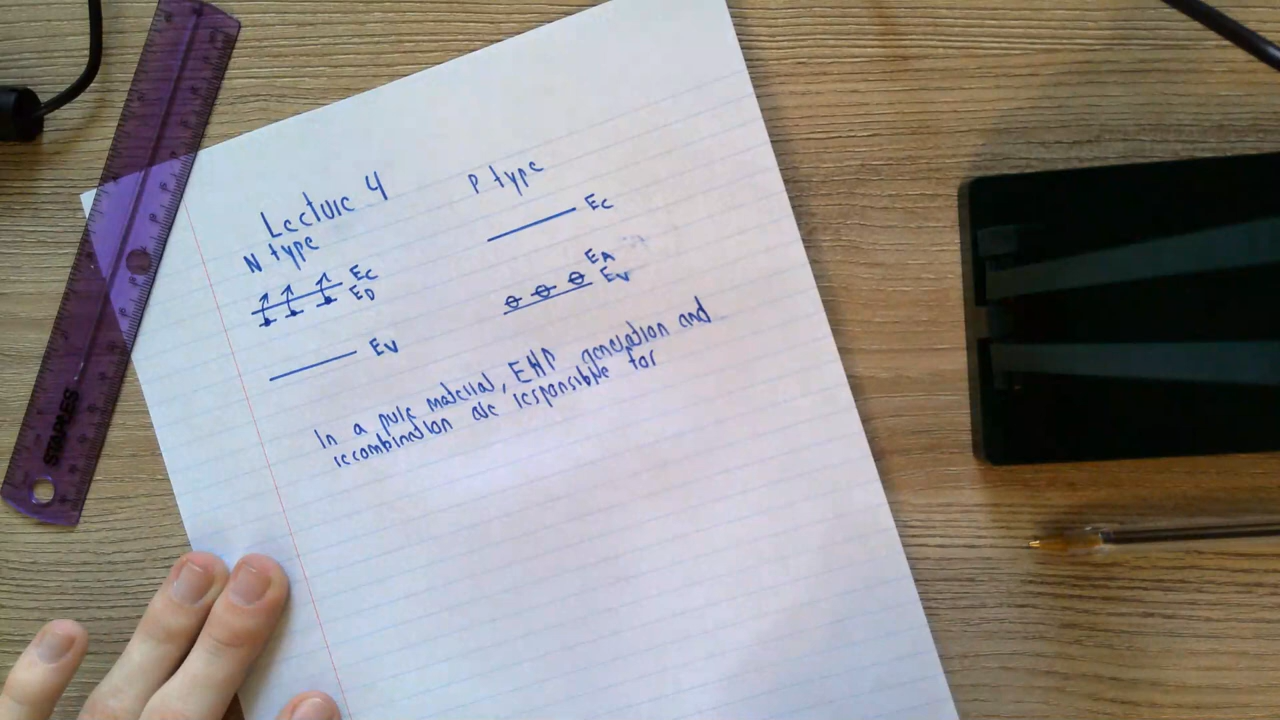 Lecture 4
N type
Ec
ED
Ev
P type
Ec
EA
Ev
In a pure material, EHP generation and
recombination are responsible for
STAPLES